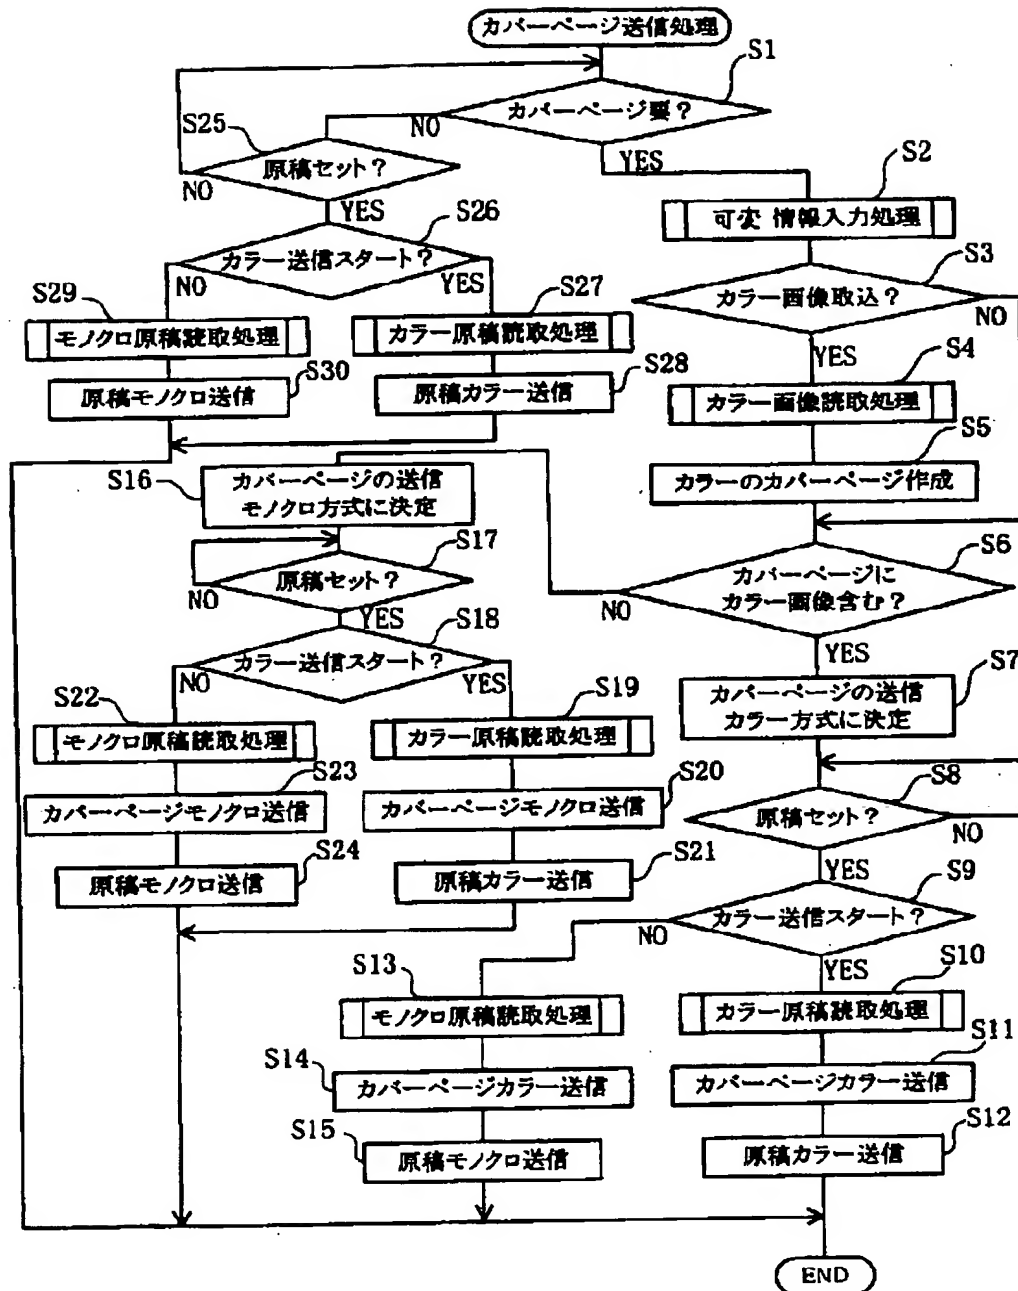 カバーページ送信処理
S1
カバーページ要?
NO
YES
S25
原稿セット?
NO
YES
S2
可変 情報入力処理
S26
カラー送信スタート?
NO
YES
S3
カラー画像取込?
NO
YES
S29
モノクロ原稿読取処理
S27
カラー原稿読取処理
S30
原稿モノクロ送信
S28
原稿カラー送信
S4
カラー画像読取処理
S5
カラーのカバーページ作成
S16
カバーページの送信
モノクロ方式に決定
S6
カバーページに
カラー画像含む?
NO
YES
S17
原稿セット?
NO
YES
S18
カラー送信スタート?
NO
YES
S7
カバーページの送信
カラー方式に決定
S22
モノクロ原稿読取処理
S19
カラー原稿読取処理
S23
カバーページモノクロ送信
S20
カバーページモノクロ送信
S8
原稿セット?
NO
YES
S24
原稿モノクロ送信
S21
原稿カラー送信
S9
カラー送信スタート?
NO
YES
S13
モノクロ原稿読取処理
S10
カラー原稿読取処理
S14
カバーページカラー送信
S11
カバーページカラー送信
S15
原稿モノクロ送信
S12
原稿カラー送信
END